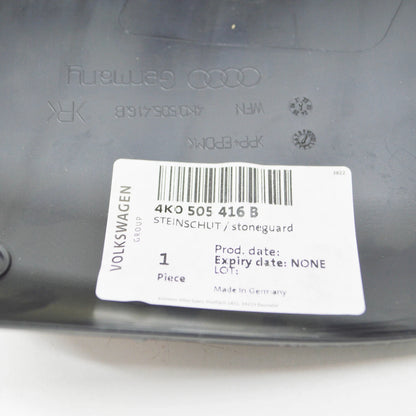 Germany
4K0.505.416.B
WFN
>PP+EPDM<
3822
4K0 505 416 B
STEINSCHUT / stoneguard
VOLKSWAGEN
GROUP
1
Piece
Prod. date:
Expiry date: NONE
LOT:
Made in Germany